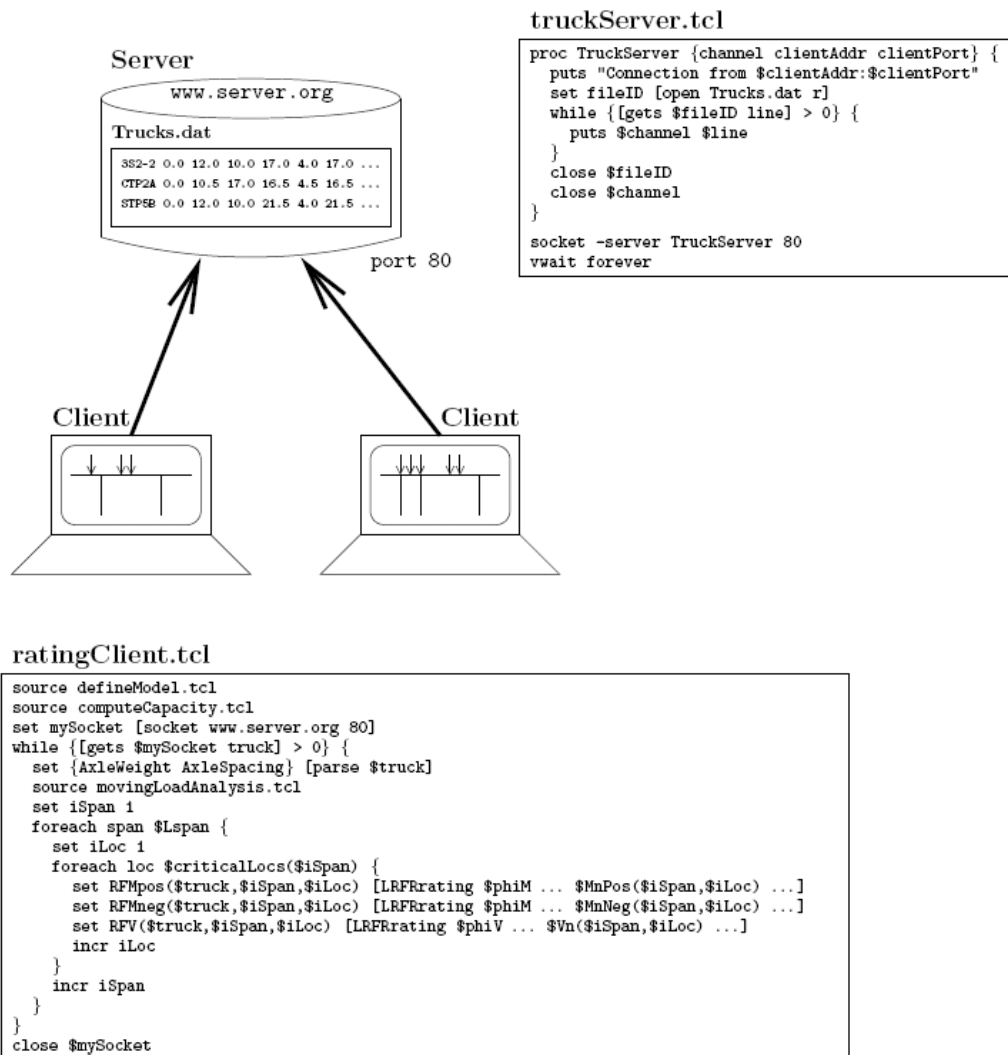 truckServer.tcl
proc TruckServer {channel clientAddr clientPort} {
puts "Connection from $clientAddr:$clientPort"
set fileID [open Trucks.dat r]
while {[gets $fileID line] > 0} {
puts $channel $line
}
close $fileID
close $channel
}
socket -server TruckServer 80
vwait forever
Server
www.server.org
Trucks.dat
3S2-2 0.0 12.0 10.0 17.0 4.0 17.0 ...
CTP2A 0.0 10.5 17.0 16.5 4.5 16.5 ...
STP5B 0.0 12.0 10.0 21.5 4.0 21.5 ...
port 80
Client
Client
ratingClient.tcl
source defineModel.tcl
source computeCapacity.tcl
set mySocket [socket www.server.org 80]
while {[gets $mySocket truck] > 0} {
set {AxleWeight AxleSpacing} [parse $truck]
source movingLoadAnalysis.tcl
set iSpan 1
foreach span $Lspan {
set iLoc 1
foreach loc $criticalLocs($iSpan) {
set RFMpos($truck,$iSpan,$iLoc) [LRFRrating $phiM ... $MnPos($iSpan,$iLoc) ...]
set RFMneg($truck,$iSpan,$iLoc) [LRFRrating $phiM ... $MnNeg($iSpan,$iLoc) ...]
set RFV($truck,$iSpan,$iLoc) [LRFRrating $phiV ... $Vn($iSpan,$iLoc) ...]
incr iLoc
}
incr iSpan
}
}
close $mySocket